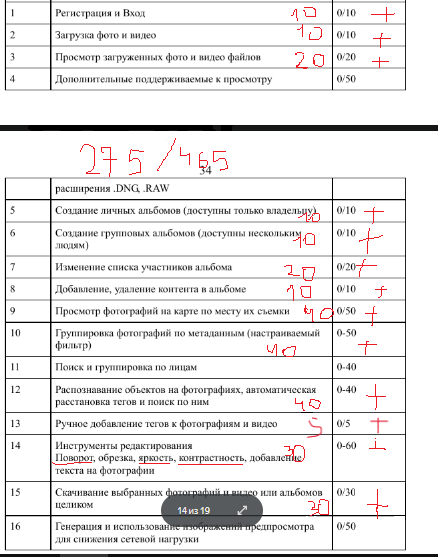 1 Регистрация и Вход 10 0/10 +
2 Загрузка фото и видео 10 0/10 +
3 Просмотр загруженных фото и видео файлов 20 0/20 +
4 Дополнительные поддерживаемые к просмотру 0/50
275/465
34
расширения .DNG, .RAW
5 Создание личных альбомов (доступны только владельцу) 10 0/10 +
6 Создание групповых альбомов (доступны нескольким 10 0/10 +
людям)
7 Изменение списка участников альбома 20 0/20 +
8 Добавление, удаление контента в альбоме 10 0/10 +
9 Просмотр фотографий на карте по месту их съемки 40 0/50 +
10 Группировка фотографий по метаданным (настраиваемый 0-50
фильтр) 40 +
11 Поиск и группировка по лицам 0-40
12 Распознавание объектов на фотографиях, автоматическая 0-40 +
расстановка тегов и поиск по ним 40
13 Ручное добавление тегов к фотографиям и видео 5 0/5 +
14 Инструменты редактирования 30 0-60 +
Поворот, обрезка, яркость, контрастность, добавление
текста на фотографии
15 Скачивание выбранных фотографий и видео или альбомов 0/30
целиком 30 +
14 из 19
16 Генерация и использование изображений предпросмотра 0/50
для снижения сетевой нагрузки